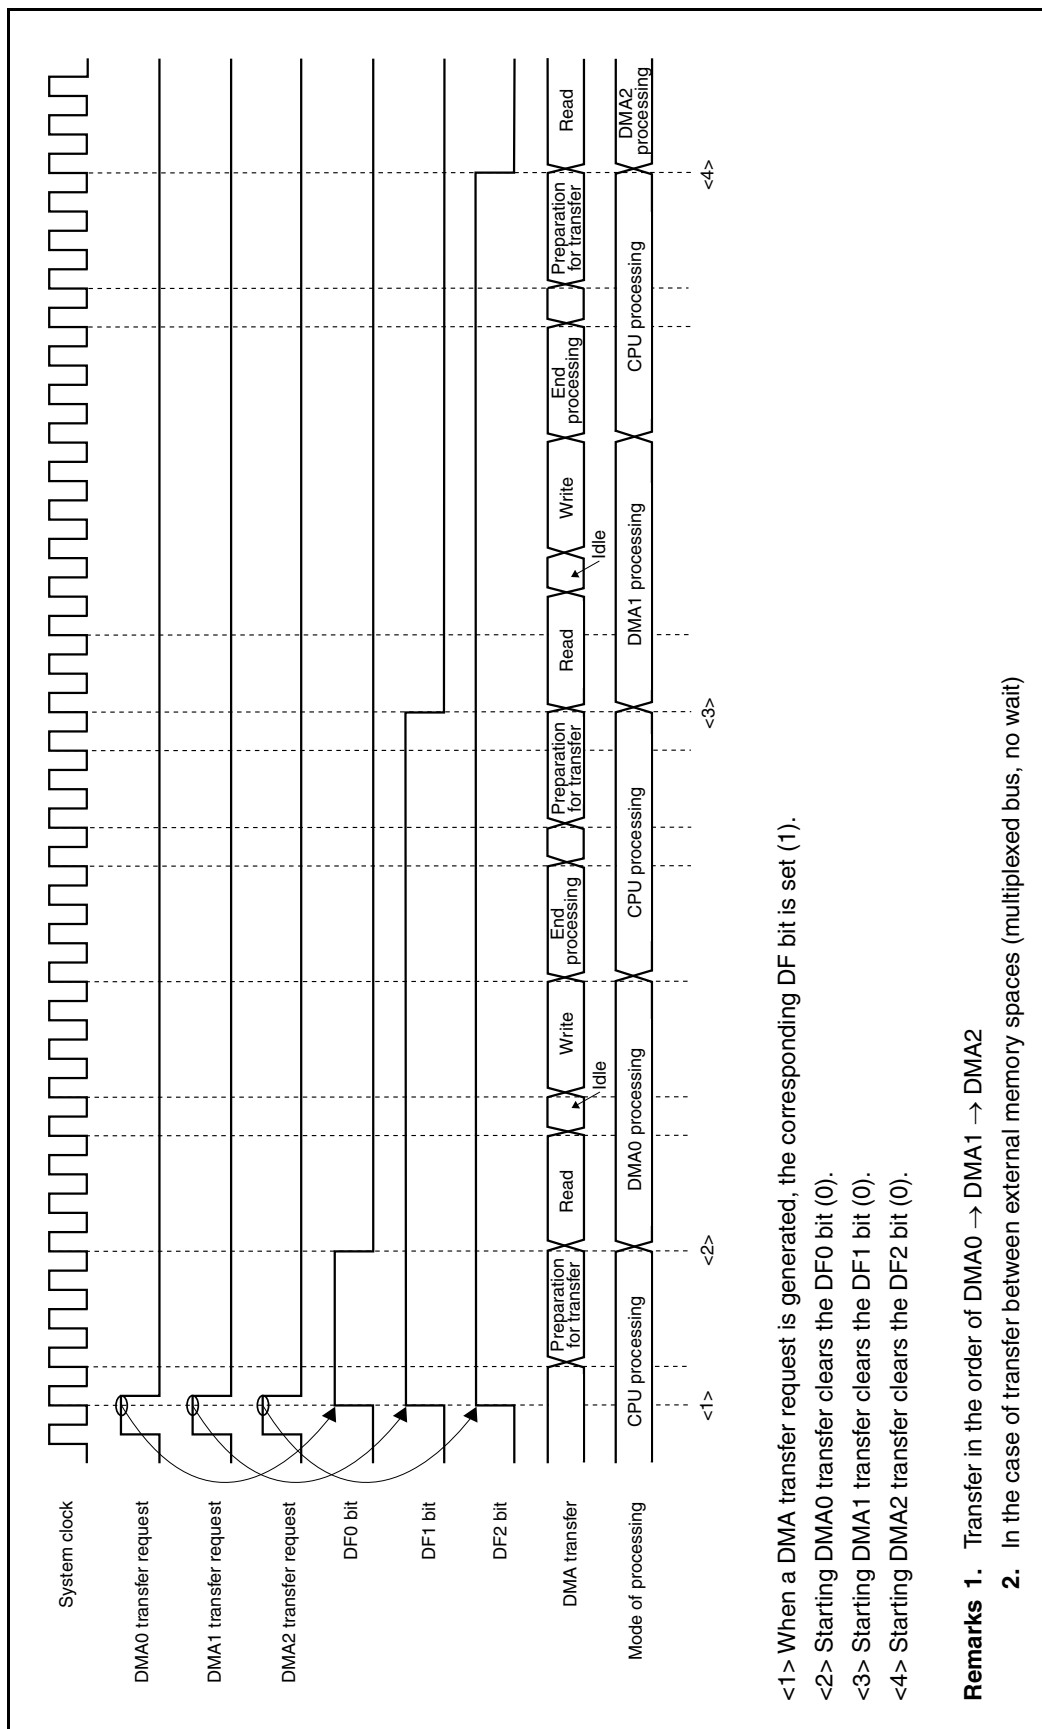 System clock
DMA0 transfer request
DMA1 transfer request
DMA2 transfer request
DF0 bit
DF1 bit
DF2 bit
DMA transfer
Preparation
for transfer
Read
Idle
Write
End
processing
Preparation
for transfer
Read
Idle
Write
End
processing
Preparation
for transfer
Read
Mode of processing
CPU processing
DMA0 processing
CPU processing
DMA1 processing
CPU processing
DMA2
processing
<1>
<2>
<3>
<4>
<1> When a DMA transfer request is generated, the corresponding DF bit is set (1).
<2> Starting DMA0 transfer clears the DF0 bit (0).
<3> Starting DMA1 transfer clears the DF1 bit (0).
<4> Starting DMA2 transfer clears the DF2 bit (0).
Remarks 1. Transfer in the order of DMA0 → DMA1 → DMA2
2. In the case of transfer between external memory spaces (multiplexed bus, no wait)